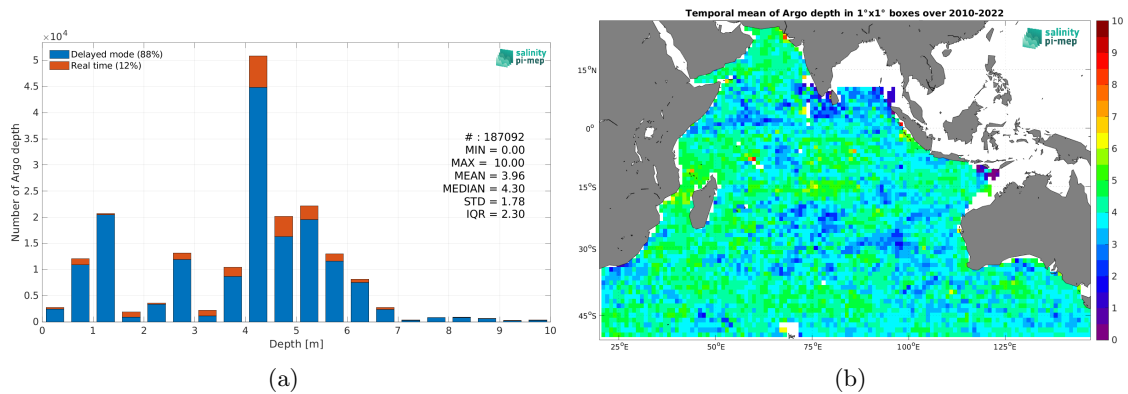 ×10⁴
5
4.5
4
3.5
3
2.5
2
1.5
1
0.5
0
Number of Argo depth
Delayed mode (88%)
Real time (12%)
salinity
pi-mep
# : 187092
MIN = 0.00
MAX = 10.00
MEAN = 3.96
MEDIAN = 4.30
STD = 1.78
IQR = 2.30
0 1 2 3 4 5 6 7 8 9 10
Depth [m]
(a)
Temporal mean of Argo depth in 1°x1° boxes over 2010-2022
salinity
pi-mep
15°N
0°
15°S
30°S
45°S
25°E 50°E 75°E 100°E 125°E
10
9
8
7
6
5
4
3
2
1
0
(b)